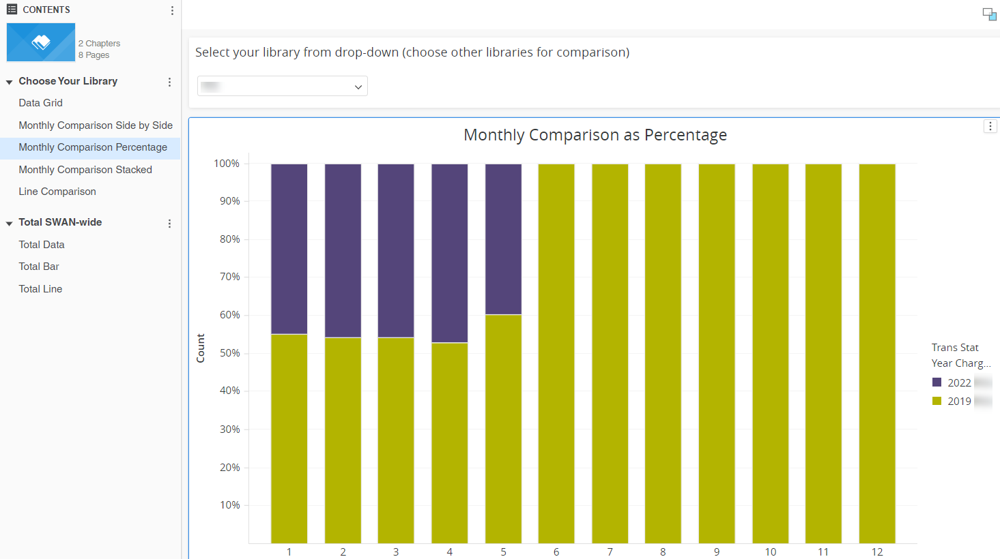 CONTENTS
2 Chapters
8 Pages
Choose Your Library
Data Grid
Monthly Comparison Side by Side
Monthly Comparison Percentage
Monthly Comparison Stacked
Line Comparison
Total SWAN-wide
Total Data
Total Bar
Total Line
Select your library from drop-down (choose other libraries for comparison)
Monthly Comparison as Percentage
100%
90%
80%
70%
60%
50%
40%
30%
20%
10%
Count
1 2 3 4 5 6 7 8 9 10 11 12
Trans Stat
Year Charg...
2022
2019